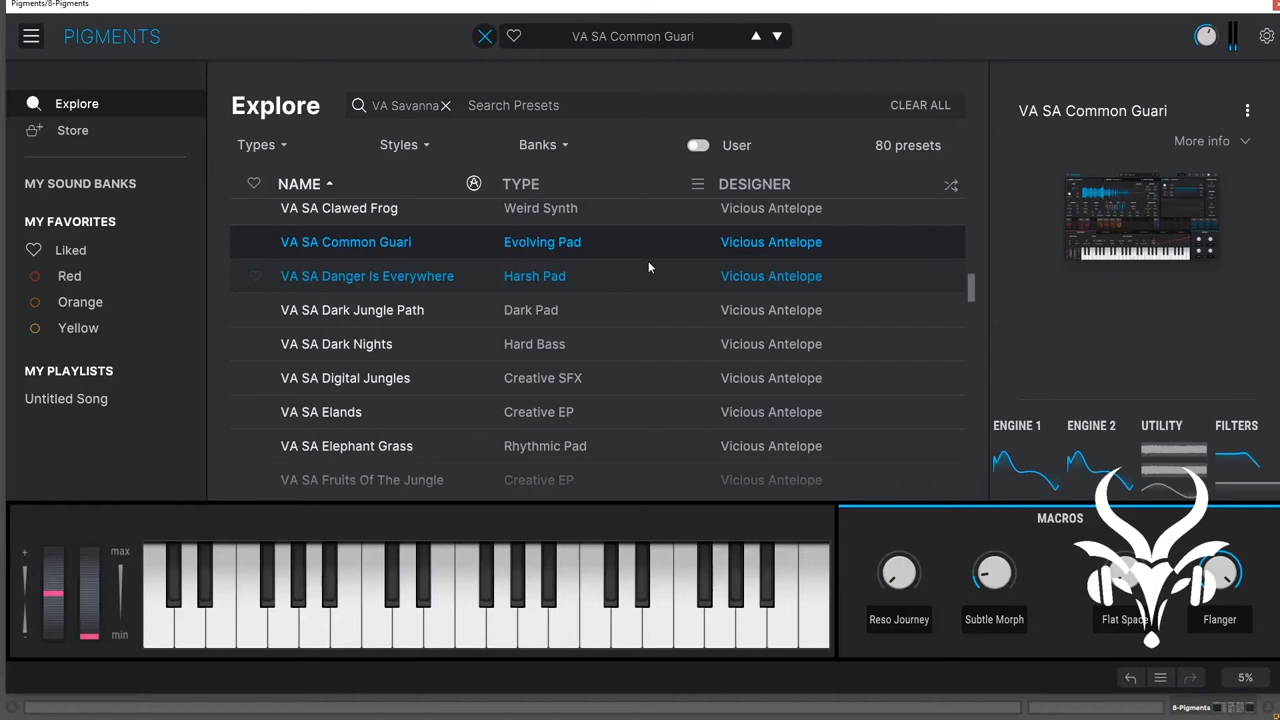 Pigments/8-Pigments
PIGMENTS
VA SA Common Guari
Explore
Store
MY SOUND BANKS
MY FAVORITES
Liked
Red
Orange
Yellow
MY PLAYLISTS
Untitled Song
Explore
VA Savanna
Search Presets
CLEAR ALL
Types
Styles
Banks
User
80 presets
NAME TYPE DESIGNER
VA SA Clawed Frog Weird Synth Vicious Antelope
VA SA Common Guari Evolving Pad Vicious Antelope
VA SA Danger Is Everywhere Harsh Pad Vicious Antelope
VA SA Dark Jungle Path Dark Pad Vicious Antelope
VA SA Dark Nights Hard Bass Vicious Antelope
VA SA Digital Jungles Creative SFX Vicious Antelope
VA SA Elands Creative EP Vicious Antelope
VA SA Elephant Grass Rhythmic Pad Vicious Antelope
VA SA Fruits Of The Jungle Creative EP Vicious Antelope
VA SA Common Guari
More info
ENGINE 1 ENGINE 2 UTILITY FILTERS
+ max
- min
MACROS
Reso Journey Subtle Morph Flat Space Flanger
5%
8-Pigments